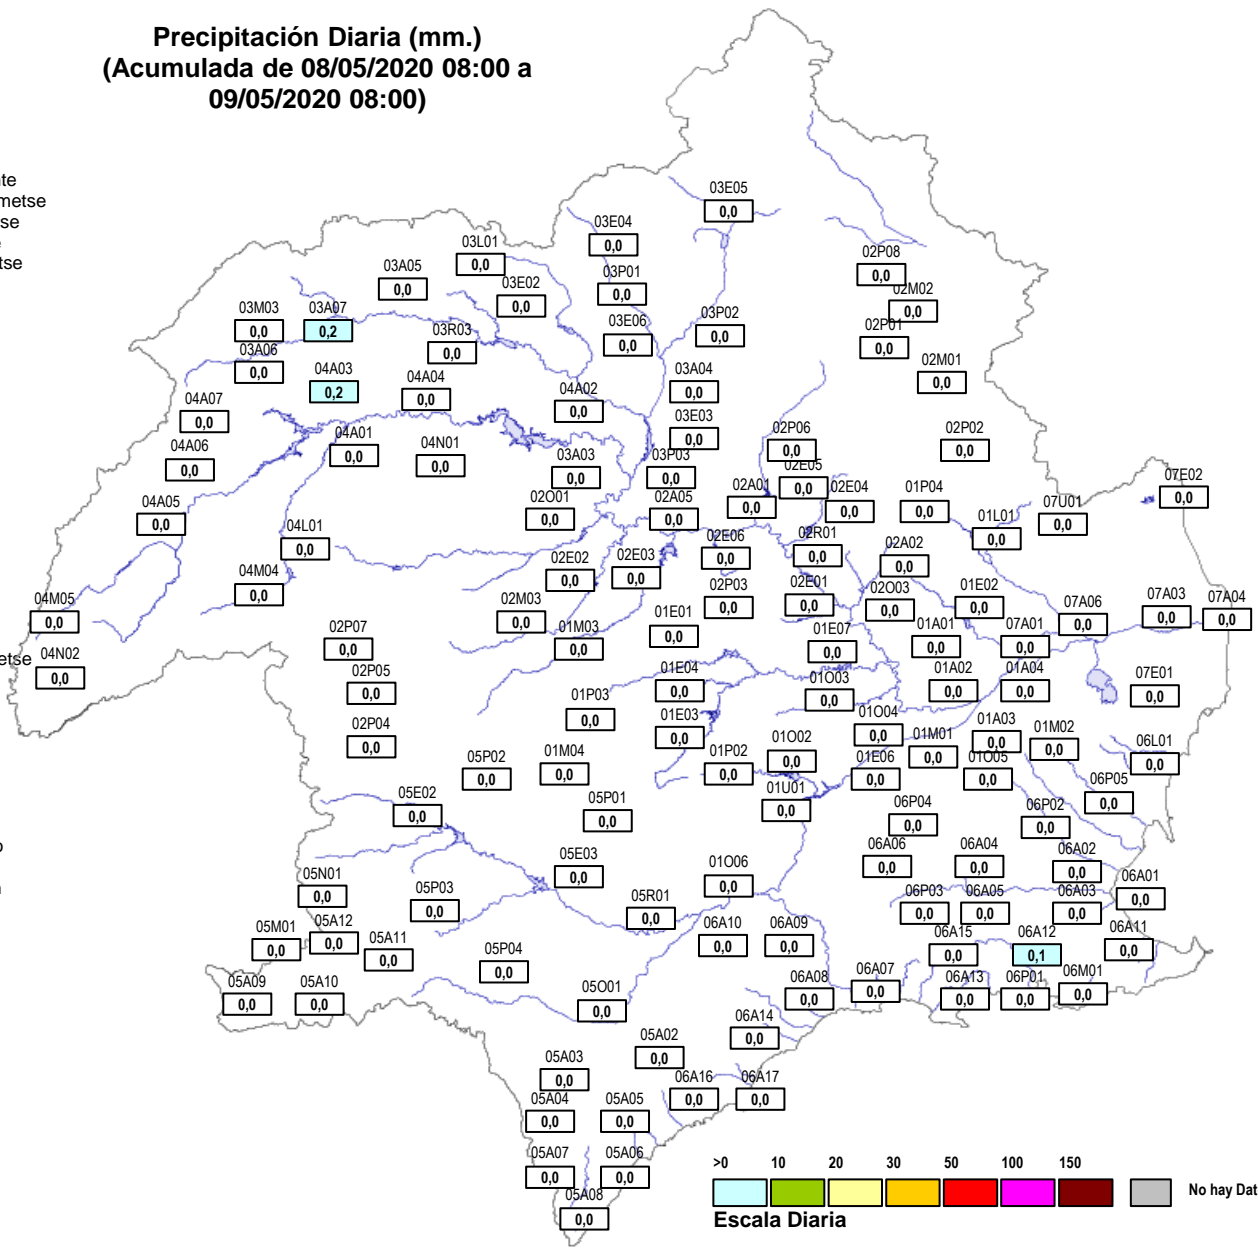 Precipitación Diaria (mm.)
(Acumulada de 08/05/2020 08:00 a
09/05/2020 08:00)
te
metse
se
tse
etse
03E05
0,0
03E04
0,0
03L01
0,0
02P08
0,0
03A05
0,0
03P01
0,0
03E02
0,0
02M02
0,0
03M03
0,0
03A07
0,2
03P02
0,0
03E06
0,0
03R03
0,0
02P01
0,0
03A06
0,0
02M01
0,0
04A03
0,2
04A04
0,0
03A04
0,0
04A02
0,0
04A07
0,0
03E03
0,0
02P06
0,0
02P02
0,0
04A01
0,0
04A06
0,0
04N01
0,0
03A03
0,0
03P03
0,0
02E05
0,0
07E02
0,0
02A01
0,0
02E04
0,0
01P04
0,0
04A05
0,0
02O01
0,0
02A05
0,0
07U01
0,0
01L01
0,0
04L01
0,0
02E06
0,0
02R01
0,0
02A02
0,0
02E02
0,0
02E03
0,0
04M04
0,0
02P03
0,0
02E01
0,0
02O03
0,0
01E02
0,0
04M05
0,0
02M03
0,0
07A06
0,0
07A03
0,0
07A04
0,0
01E01
0,0
01M03
0,0
02P07
0,0
01E07
0,0
01A01
0,0
07A01
0,0
04N02
0,0
02P05
0,0
01E04
0,0
01O03
0,0
01A02
0,0
01A04
0,0
07E01
0,0
01P03
0,0
01E03
0,0
01O04
0,0
01A03
0,0
01M02
0,0
02P04
0,0
01M01
0,0
01O02
0,0
06L01
0,0
05P02
0,0
01M04
0,0
01P02
0,0
01E06
0,0
01O05
0,0
05E02
0,0
05P01
0,0
01U01
0,0
06P04
0,0
06P02
0,0
06P05
0,0
05E03
0,0
06A06
0,0
06A04
0,0
06A02
0,0
05N01
0,0
05P03
0,0
01O06
0,0
06A01
0,0
05R01
0,0
06P03
0,0
06A05
0,0
06A03
0,0
05M01
0,0
05A12
0,0
05A11
0,0
06A10
0,0
06A09
0,0
06A15
0,0
06A12
0,1
06A11
0,0
05P04
0,0
05A09
0,0
05A10
0,0
05O01
0,0
06A08
0,0
06A07
0,0
06A13
0,0
06P01
0,0
06M01
0,0
06A14
0,0
05A02
0,0
05A03
0,0
06A16
0,0
06A17
0,0
05A04
0,0
05A05
0,0
05A07
0,0
05A06
0,0
05A08
0,0
>0 10 20 30 50 100 150
No hay Dat
Escala Diaria